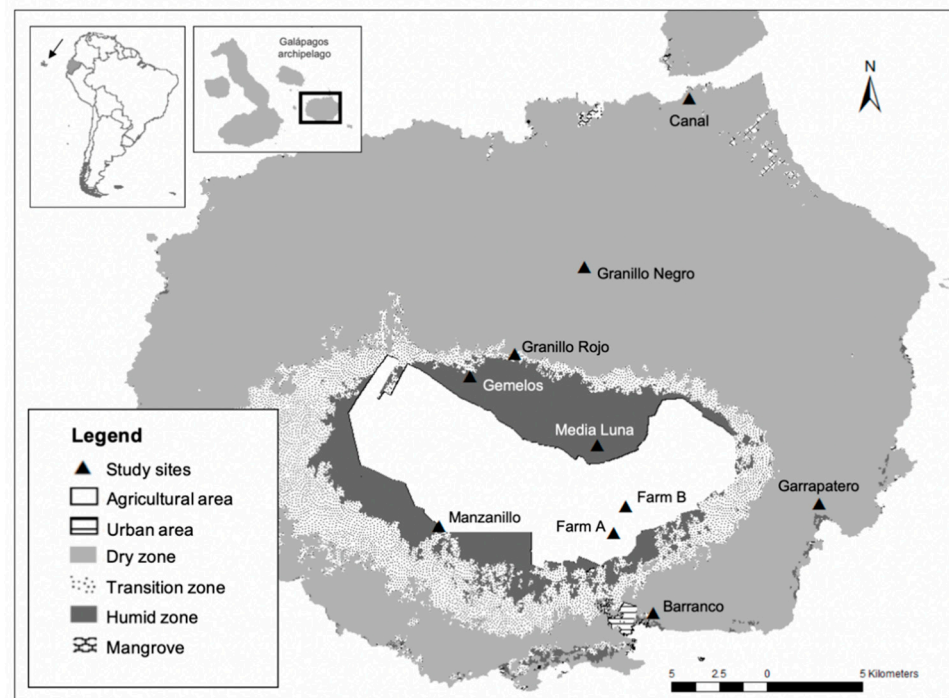 Galápagos
archipelago
N
Canal
Granillo Negro
Granillo Rojo
Gemelos
Media Luna
Garrapatero
Farm B
Manzanillo
Farm A
Barranco
Legend
Study sites
Agricultural area
Urban area
Dry zone
Transition zone
Humid zone
Mangrove
5 2.5 0 5 Kilometers